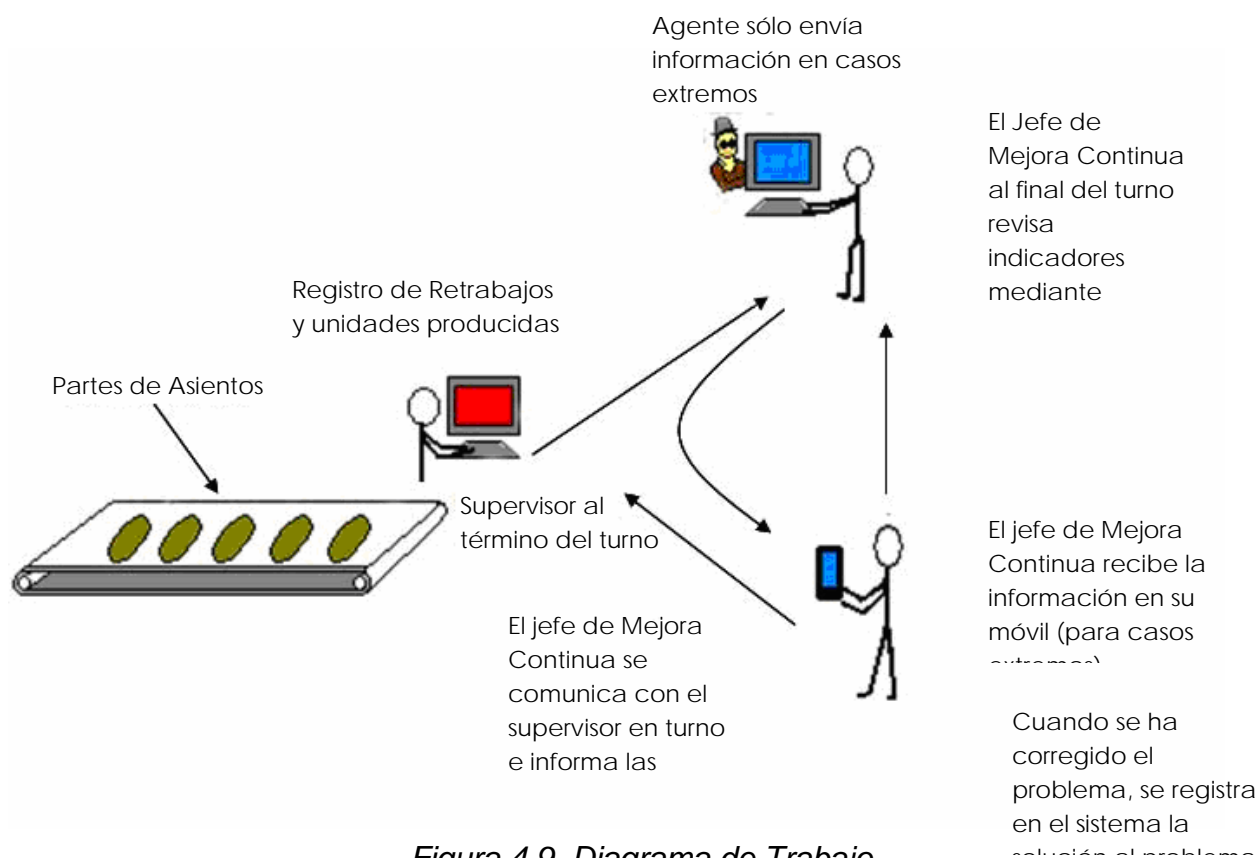 Agente sólo envía
información en casos
extremos
El Jefe de
Mejora Continua
al final del turno
revisa
indicadores
mediante
Registro de Retrabajos
y unidades producidas
Partes de Asientos
Supervisor al
término del turno
El jefe de Mejora
Continua recibe la
información en su
móvil (para casos
extremos)
El jefe de Mejora
Continua se
comunica con el
supervisor en turno
e informa las
Cuando se ha
corregido el
problema, se registra
en el sistema la
solución al problema
Figura 4.9 Diagrama de Trabajo